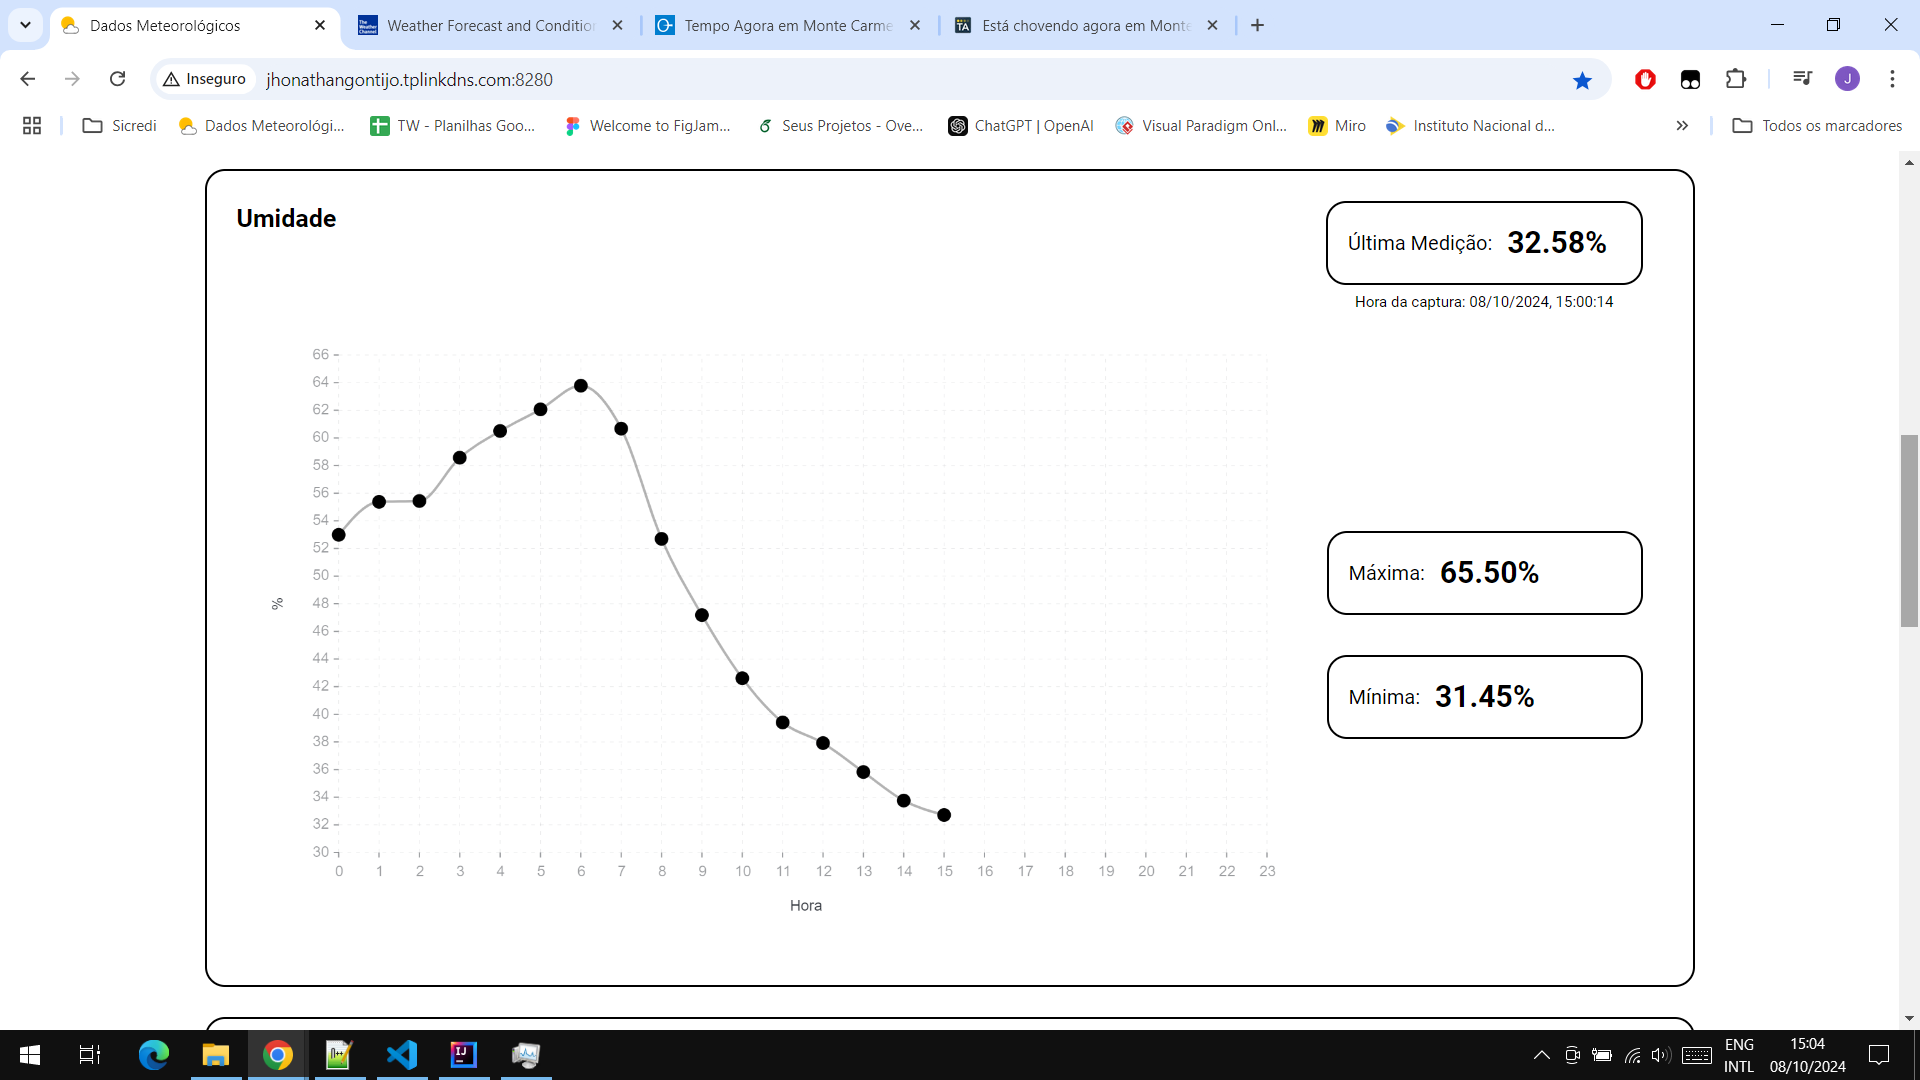 Dados Meteorológicos
Weather Forecast and Condition
Tempo Agora em Monte Carme
Está chovendo agora em Monte
Inseguro
jhonathangontijo.tplinkdns.com:8280
J
Sicredi
Dados Meteorológi...
TW - Planilhas Goo...
Welcome to FigJam...
Seus Projetos - Ove...
ChatGPT | OpenAI
Visual Paradigm Onl...
Miro
Instituto Nacional d...
Todos os marcadores
Umidade
Última Medição: 32.58%
Hora da captura: 08/10/2024, 15:00:14
66
64
62
60
58
56
54
52
50
48
46
44
42
40
38
36
34
32
30
%
0 1 2 3 4 5 6 7 8 9 10 11 12 13 14 15 16 17 18 19 20 21 22 23
Hora
Máxima: 65.50%
Mínima: 31.45%
ENG
INTL
15:04
08/10/2024